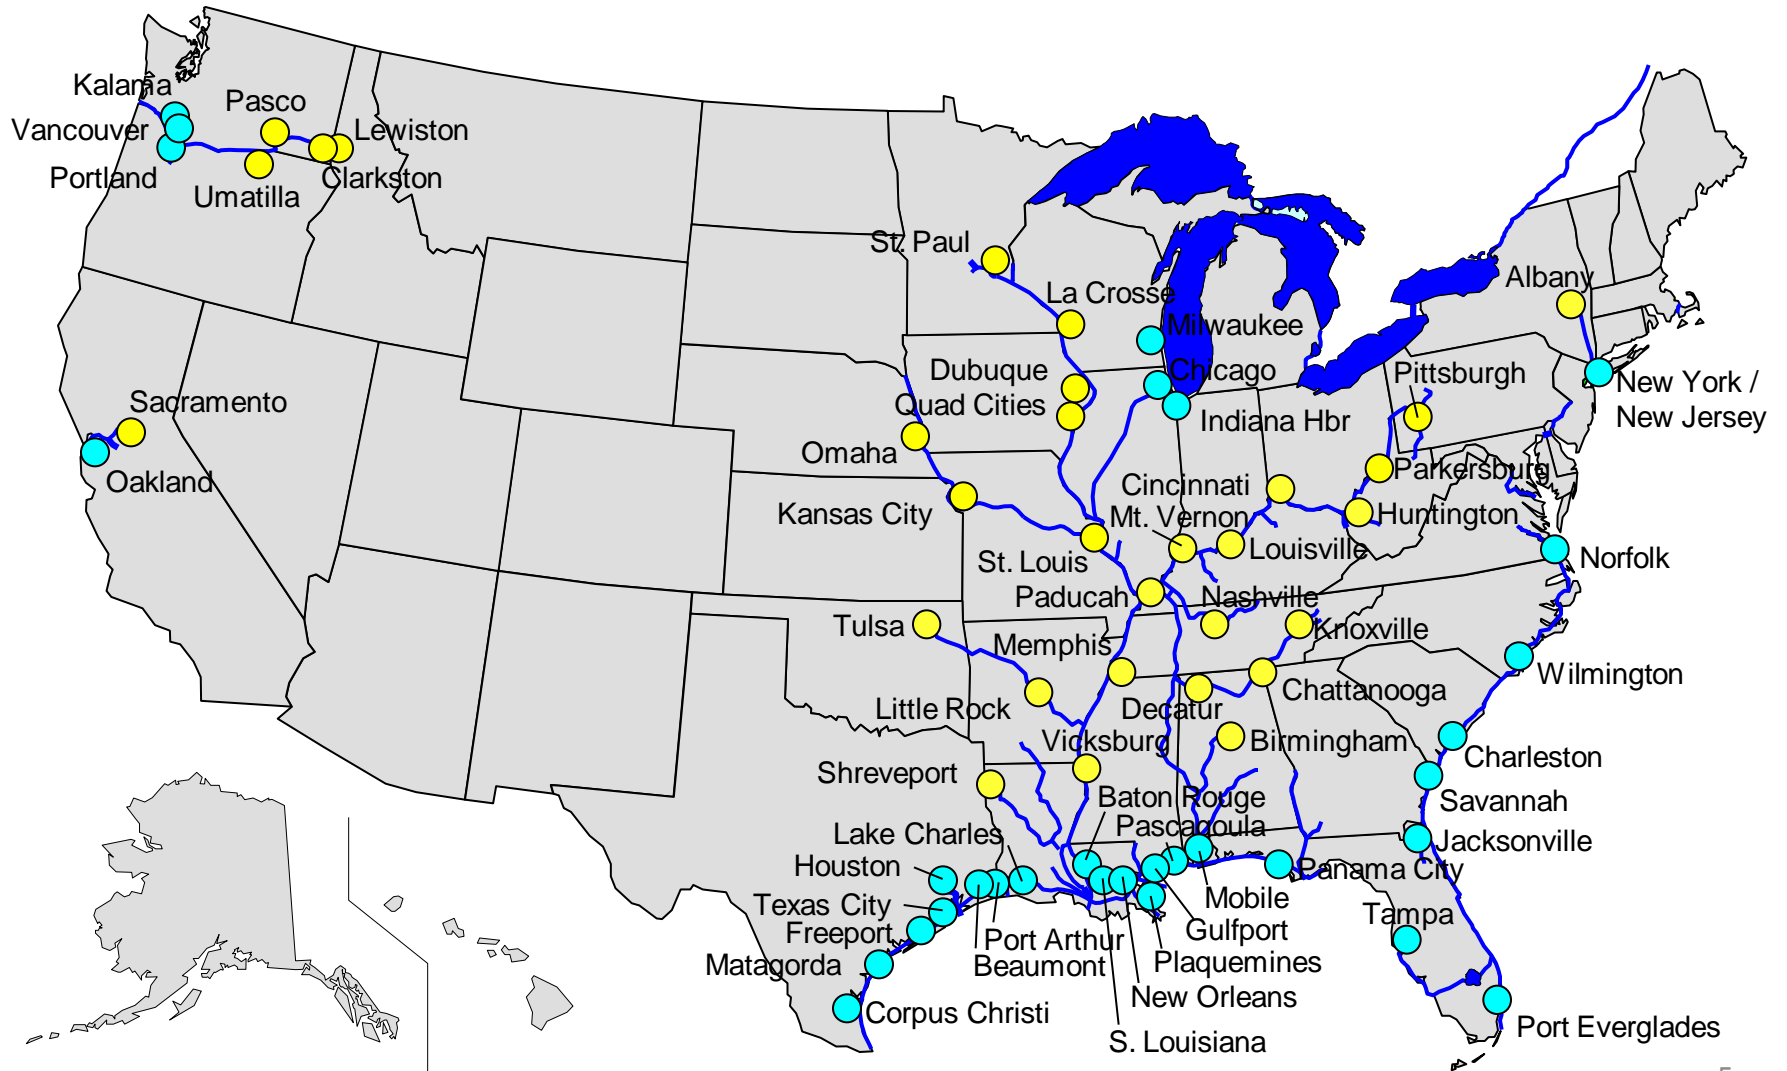 Kalama
Pasco
Vancouver
Lewiston
Portland
Clarkston
Umatilla
St. Paul
Albany
La Crosse
Milwaukee
Dubuque
Chicago
Pittsburgh
New York /
New Jersey
Sacramento
Quad Cities
Indiana Hbr
Omaha
Oakland
Parkersburg
Cincinnati
Kansas City
Mt. Vernon
Huntington
Louisville
Norfolk
St. Louis
Paducah
Nashville
Tulsa
Knoxville
Memphis
Wilmington
Chattanooga
Little Rock
Decatur
Vicksburg
Birmingham
Charleston
Shreveport
Baton Rouge
Savannah
Pascagoula
Lake Charles
Jacksonville
Houston
Panama City
Mobile
Texas City
Tampa
Freeport
Gulfport
Port Arthur
Matagorda
Beaumont
Plaquemines
New Orleans
Corpus Christi
Port Everglades
S. Louisiana